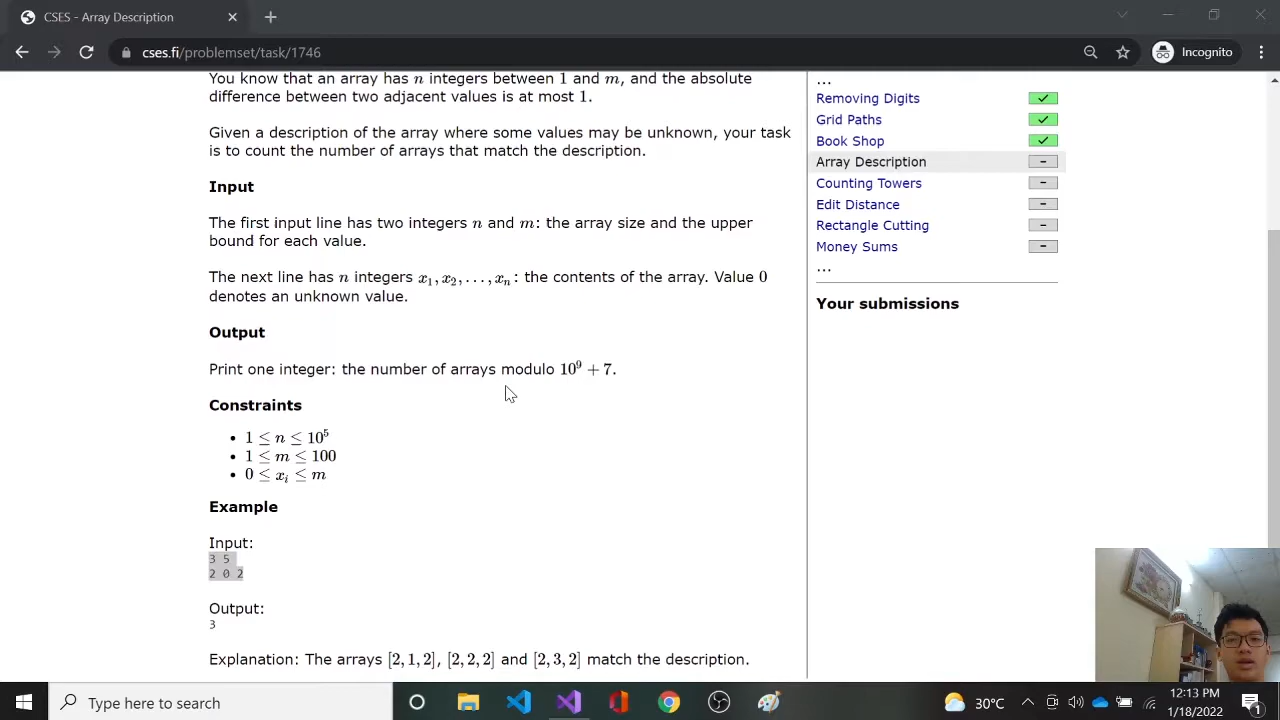 CSES - Array Description
cses.fi/problemset/task/1746
Incognito
You know that an array has n integers between 1 and m, and the absolute
difference between two adjacent values is at most 1.
Given a description of the array where some values may be unknown, your task
is to count the number of arrays that match the description.
Input
The first input line has two integers n and m: the array size and the upper
bound for each value.
The next line has n integers x₁, x₂, . . . , xₙ: the contents of the array. Value 0
denotes an unknown value.
Output
Print one integer: the number of arrays modulo 10⁹ + 7.
Constraints
• 1 ≤ n ≤ 10⁵
• 1 ≤ m ≤ 100
• 0 ≤ xᵢ ≤ m
Example
Input:
3 5
2 0 2
Output:
3
Explanation: The arrays [2, 1, 2], [2, 2, 2] and [2, 3, 2] match the description.
...
Removing Digits
Grid Paths
Book Shop
Array Description
Counting Towers
Edit Distance
Rectangle Cutting
Money Sums
...
Your submissions
Type here to search
30°C
12:13 PM
1/18/2022
1